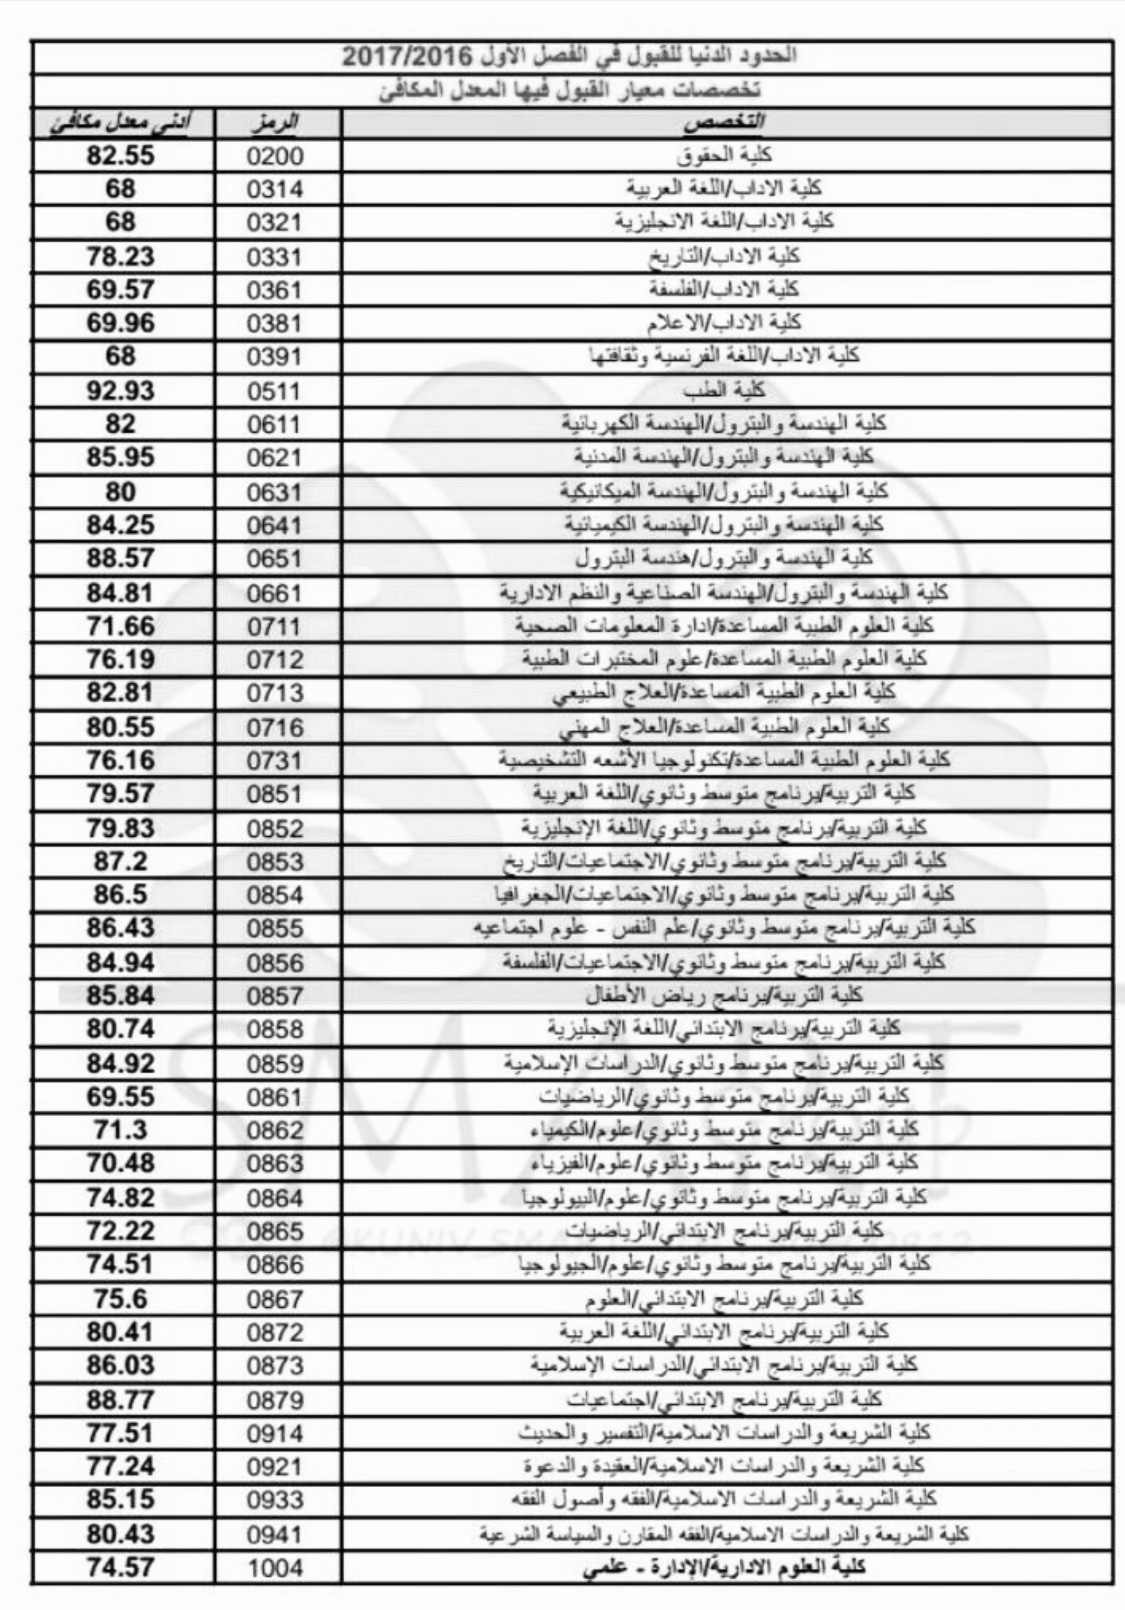 الحدود الدنيا للقبول في الفصل الأول 2017/2016
تخصصات معيار القبول فيها المعدل المكافئ
التخصص الرمز أدنى معدل مكافئ
كلية الحقوق 0200 82.55
كلية الاداب/اللغة العربية 0314 68
كلية الاداب/اللغة الانجليزية 0321 68
كلية الاداب/التاريخ 0331 78.23
كلية الاداب/الفلسفة 0361 69.57
كلية الاداب/الاعلام 0381 69.96
كلية الاداب/اللغة الفرنسية وثقافتها 0391 68
كلية الطب 0511 92.93
كلية الهندسة والبترول/الهندسة الكهربائية 0611 82
كلية الهندسة والبترول/الهندسة المدنية 0621 85.95
كلية الهندسة والبترول/الهندسة الميكانيكية 0631 80
كلية الهندسة والبترول/الهندسة الكيميائية 0641 84.25
كلية الهندسة والبترول/هندسة البترول 0651 88.57
كلية الهندسة والبترول/الهندسة الصناعية والنظم الادارية 0661 84.81
كلية العلوم الطبية المساعدة/ادارة المعلومات الصحية 0711 71.66
كلية العلوم الطبية المساعدة/علوم المختبرات الطبية 0712 76.19
كلية العلوم الطبية المساعدة/العلاج الطبيعي 0713 82.81
كلية العلوم الطبية المساعدة/العلاج المهني 0716 80.55
كلية العلوم الطبية المساعدة/تكنولوجيا الأشعه التشخيصية 0731 76.16
كلية التربية/برنامج متوسط وثانوي/اللغة العربية 0851 79.57
كلية التربية/برنامج متوسط وثانوي/اللغة الإنجليزية 0852 79.83
كلية التربية/برنامج متوسط وثانوي/الاجتماعيات/التاريخ 0853 87.2
كلية التربية/برنامج متوسط وثانوي/الاجتماعيات/الجغرافيا 0854 86.5
كلية التربية/برنامج متوسط وثانوي/علم النفس - علوم اجتماعيه 0855 86.43
كلية التربية/برنامج متوسط وثانوي/الاجتماعيات/الفلسفة 0856 84.94
كلية التربية/برنامج رياض الأطفال 0857 85.84
كلية التربية/برنامج الابتدائي/اللغة الإنجليزية 0858 80.74
كلية التربية/برنامج متوسط وثانوي/الدراسات الإسلامية 0859 84.92
كلية التربية/برنامج متوسط وثانوي/الرياضيات 0861 69.55
كلية التربية/برنامج متوسط وثانوي/علوم/الكيمياء 0862 71.3
كلية التربية/برنامج متوسط وثانوي/علوم/الفيزياء 0863 70.48
كلية التربية/برنامج متوسط وثانوي/علوم/البيولوجيا 0864 74.82
كلية التربية/برنامج الابتدائي/الرياضيات 0865 72.22
كلية التربية/برنامج متوسط وثانوي/علوم/الجيولوجيا 0866 74.51
كلية التربية/برنامج الابتدائي/العلوم 0867 75.6
كلية التربية/برنامج الابتدائي/اللغة العربية 0872 80.41
كلية التربية/برنامج الابتدائي/الدراسات الإسلامية 0873 86.03
كلية التربية/برنامج الابتدائي/اجتماعيات 0879 88.77
كلية الشريعة والدراسات الاسلامية/التفسير والحديث 0914 77.51
كلية الشريعة والدراسات الاسلامية/العقيدة والدعوة 0921 77.24
كلية الشريعة والدراسات الاسلامية/الفقه وأصول الفقه 0933 85.15
كلية الشريعة والدراسات الاسلامية/الفقه المقارن والسياسة الشرعية 0941 80.43
كلية العلوم الادارية/الإدارة - علمي 1004 74.57